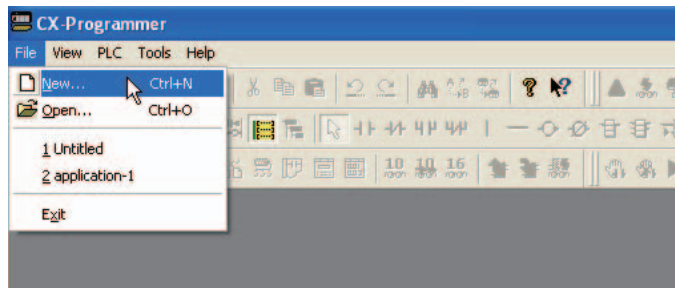 CX-Programmer
File View PLC Tools Help
New... Ctrl+N
Open... Ctrl+O
1 Untitled
2 application-1
Exit
10 10 16